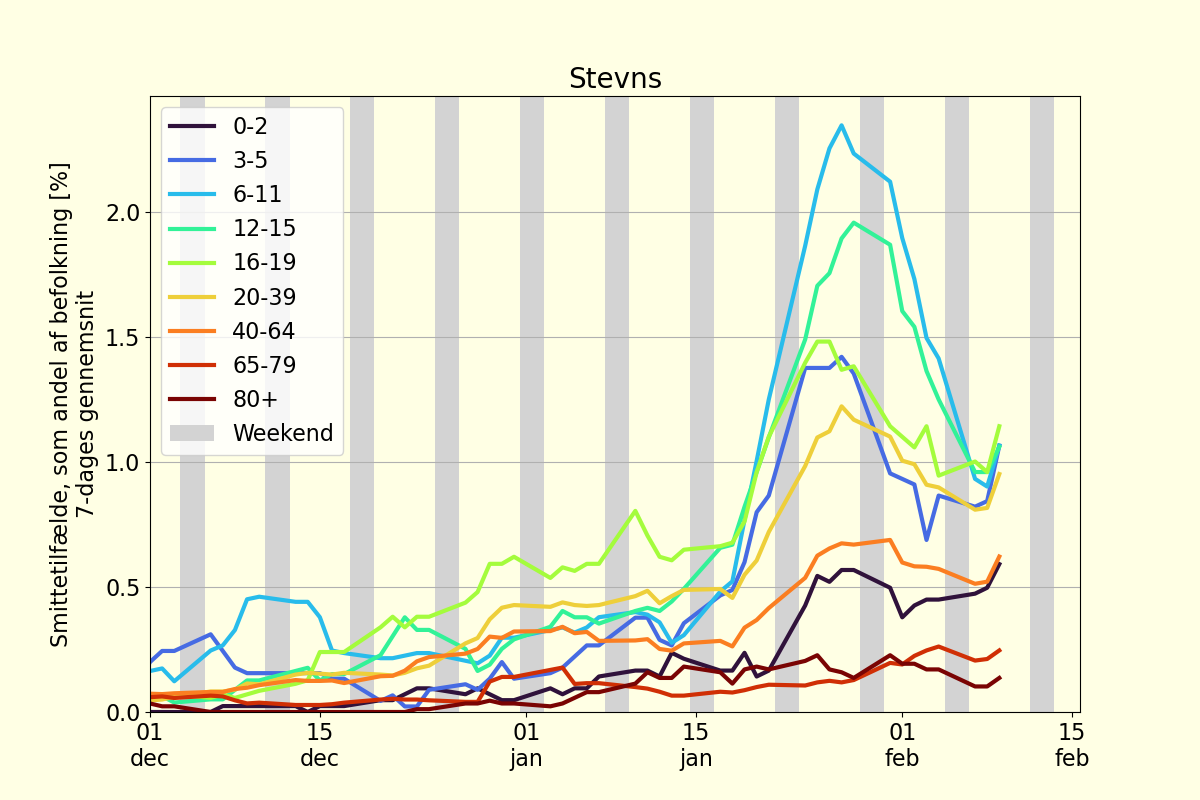 Stevns
Smittetilfælde, som andel af befolkning [%]
7-dages gennemsnit
2.0
1.5
1.0
0.5
0.0
0-2
3-5
6-11
12-15
16-19
20-39
40-64
65-79
80+
Weekend
01 15 01 15 01 15
dec dec jan jan feb feb